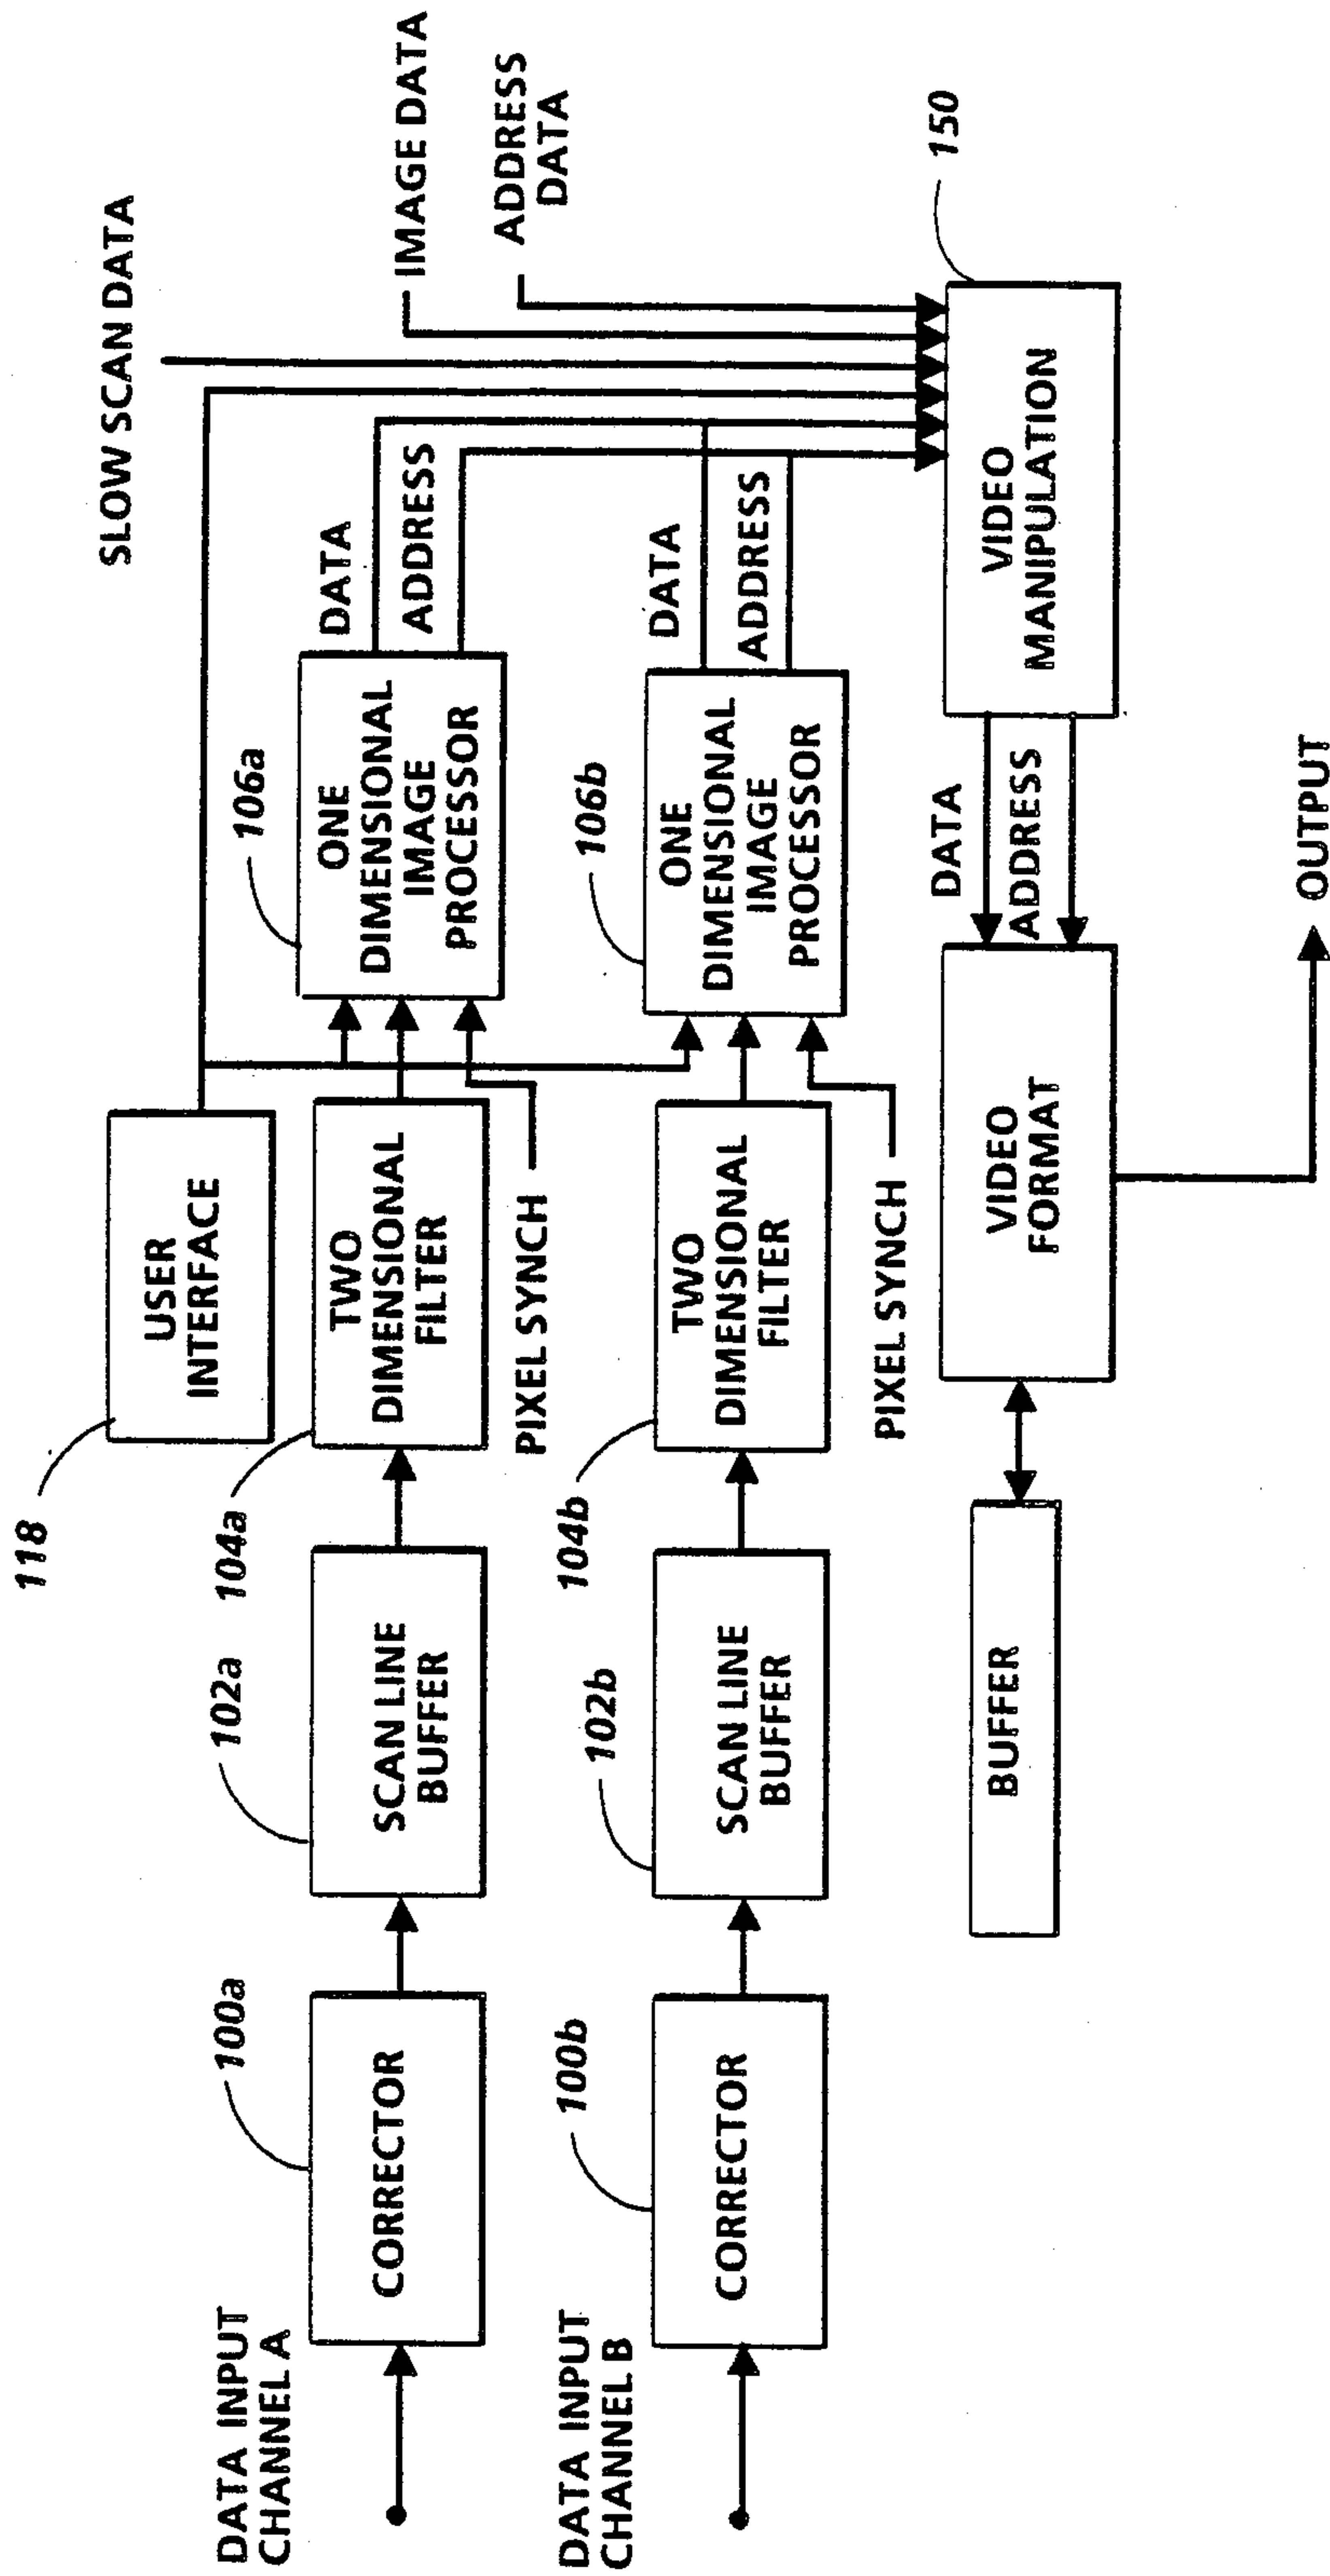 SLOW SCAN DATA
IMAGE DATA
ADDRESS
DATA
118
USER
INTERFACE
DATA INPUT
CHANNEL A
100a
CORRECTOR
102a
SCAN LINE
BUFFER
104a
TWO
DIMENSIONAL
FILTER
106a
ONE
DIMENSIONAL
IMAGE
PROCESSOR
DATA
ADDRESS
PIXEL SYNCH
DATA INPUT
CHANNEL B
100b
CORRECTOR
102b
SCAN LINE
BUFFER
104b
TWO
DIMENSIONAL
FILTER
106b
ONE
DIMENSIONAL
IMAGE
PROCESSOR
DATA
ADDRESS
PIXEL SYNCH
150
VIDEO
MANIPULATION
DATA
ADDRESS
VIDEO
FORMAT
BUFFER
OUTPUT